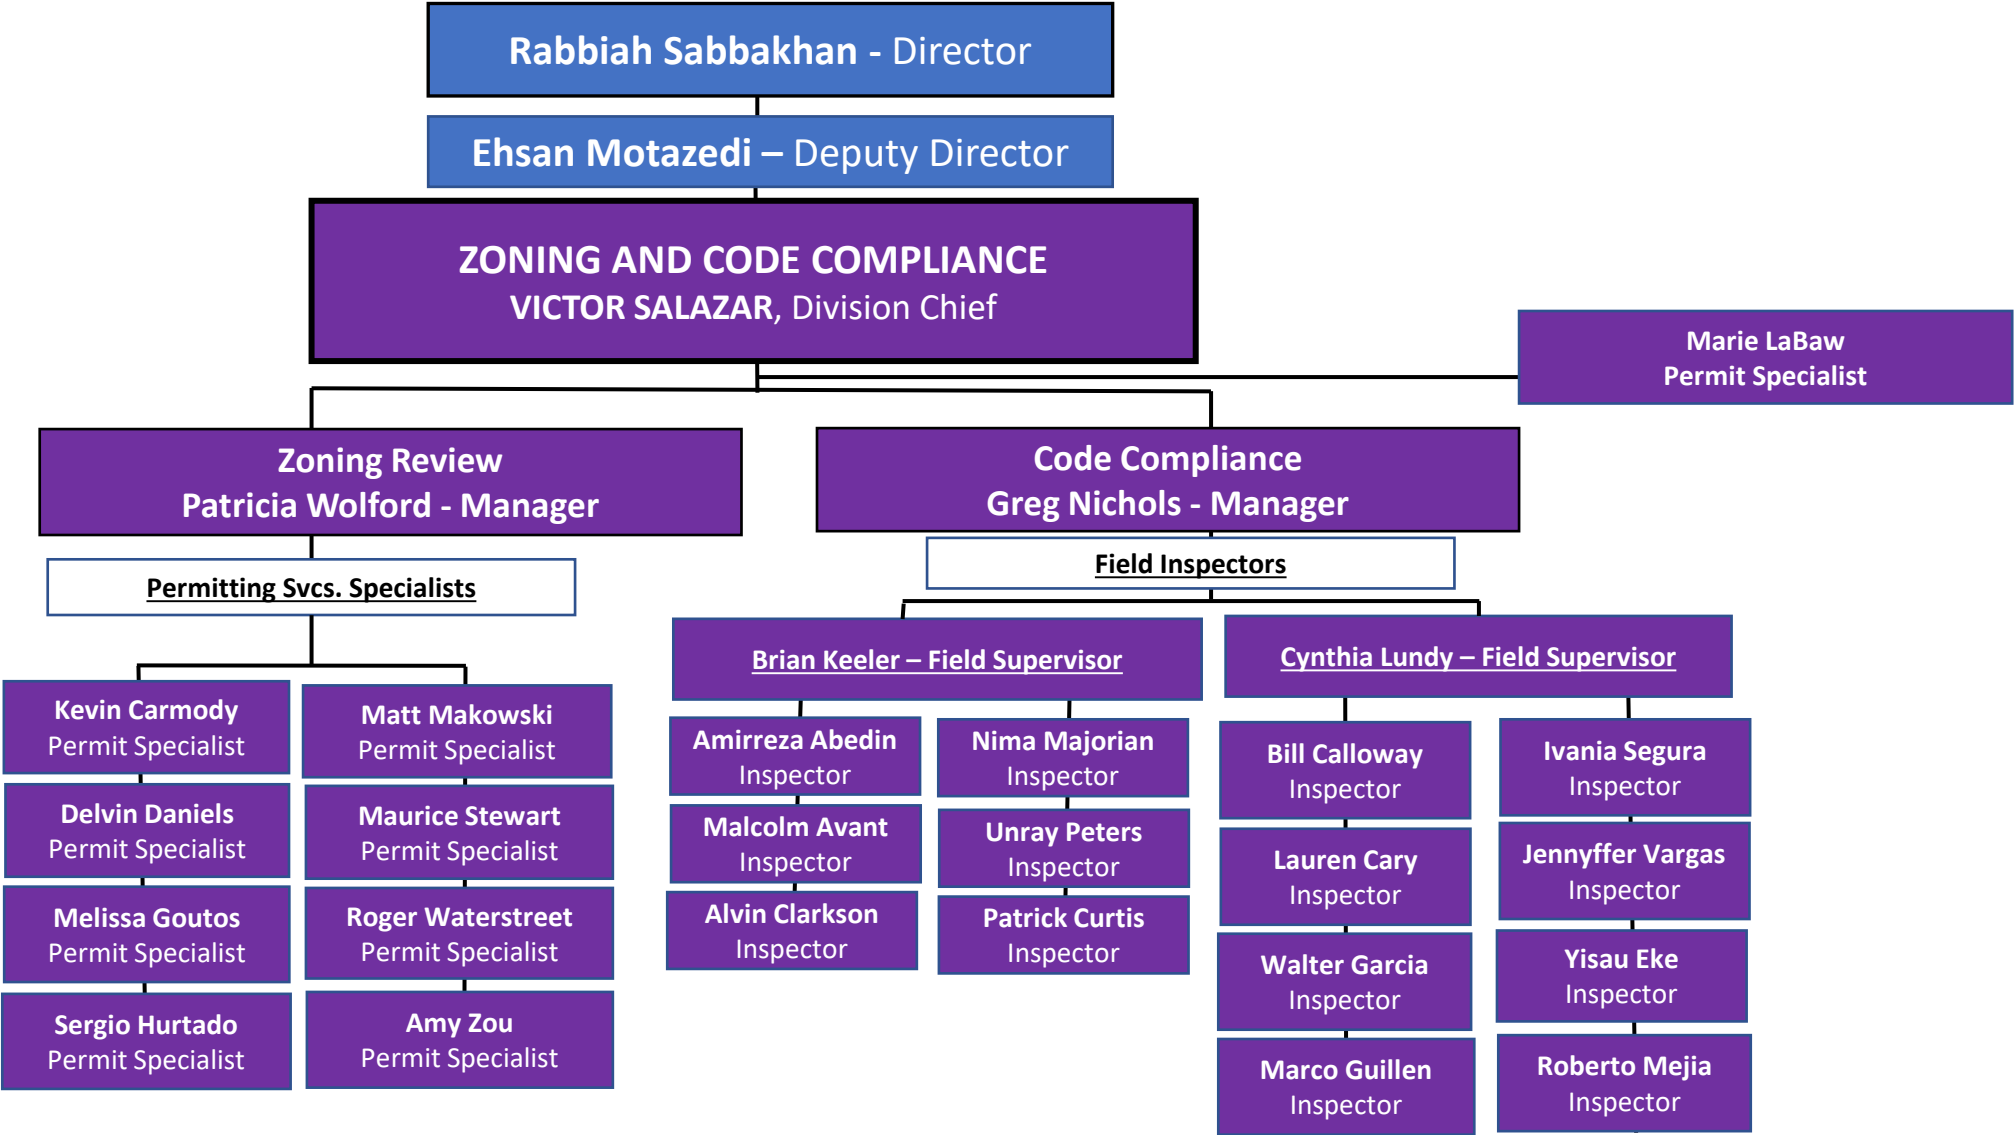 Rabbiah Sabbakhan - Director
Ehsan Motazedi – Deputy Director
ZONING AND CODE COMPLIANCE
VICTOR SALAZAR, Division Chief
Marie LaBaw
Permit Specialist
Zoning Review
Patricia Wolford - Manager
Permitting Svcs. Specialists
Kevin Carmody
Permit Specialist
Delvin Daniels
Permit Specialist
Melissa Goutos
Permit Specialist
Sergio Hurtado
Permit Specialist
Matt Makowski
Permit Specialist
Maurice Stewart
Permit Specialist
Roger Waterstreet
Permit Specialist
Amy Zou
Permit Specialist
Code Compliance
Greg Nichols - Manager
Field Inspectors
Brian Keeler – Field Supervisor
Amirreza Abedin
Inspector
Malcolm Avant
Inspector
Alvin Clarkson
Inspector
Nima Majorian
Inspector
Unray Peters
Inspector
Patrick Curtis
Inspector
Cynthia Lundy – Field Supervisor
Bill Calloway
Inspector
Lauren Cary
Inspector
Walter Garcia
Inspector
Marco Guillen
Inspector
Ivania Segura
Inspector
Jennyffer Vargas
Inspector
Yisau Eke
Inspector
Roberto Mejia
Inspector